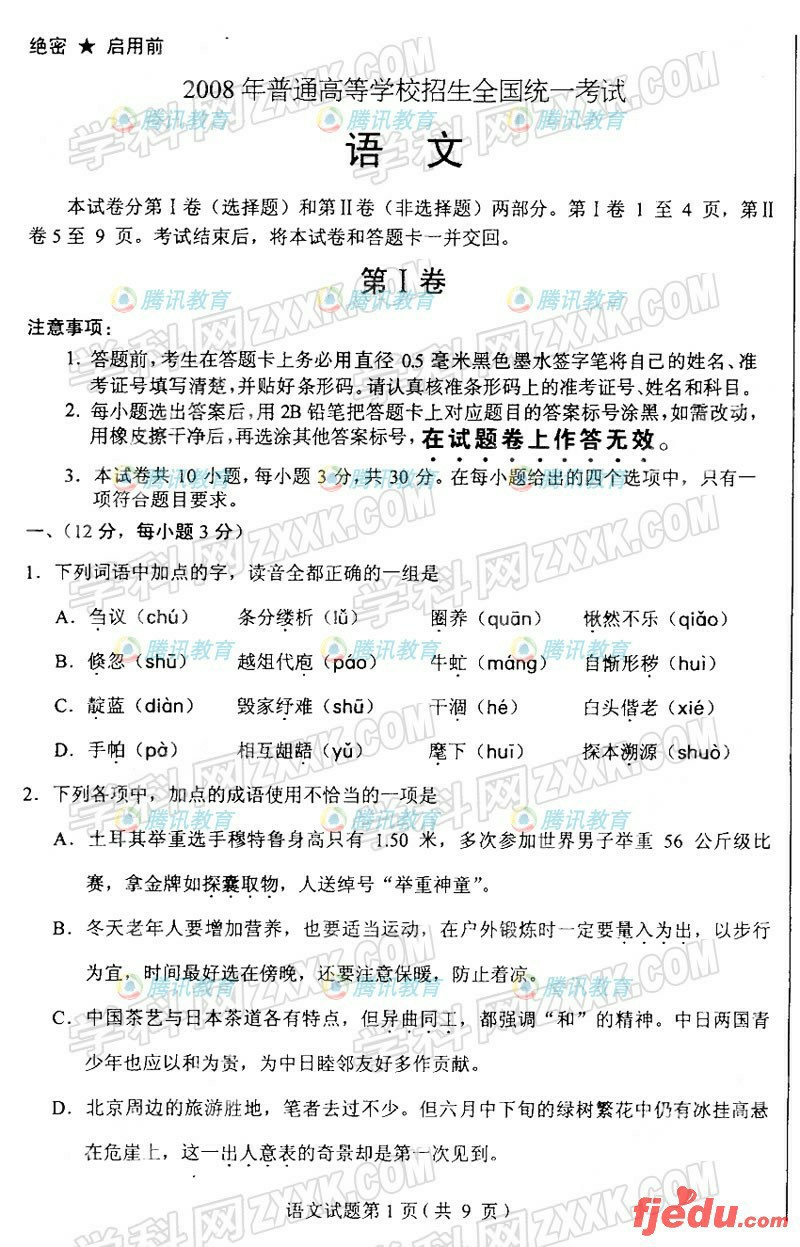 绝密 ★ 启用前
2008 年普通高等学校招生全国统一考试
语 文
本试卷分第Ⅰ卷（选择题）和第Ⅱ卷（非选择题）两部分。第Ⅰ卷 1 至 4 页，第Ⅱ
卷 5 至 9 页。考试结束后，将本试卷和答题卡一并交回。
第Ⅰ卷
注意事项：
1. 答题前，考生在答题卡上务必用直径 0.5 毫米黑色墨水签字笔将自己的姓名、准
考证号填写清楚，并贴好条形码。请认真核准条形码上的准考证号、姓名和科目。
2. 每小题选出答案后，用 2B 铅笔把答题卡上对应题目的答案标号涂黑，如需改动，
用橡皮擦干净后，再选涂其他答案标号，在试题卷上作答无效。
3. 本试卷共 10 小题，每小题 3 分，共 30 分。在每小题给出的四个选项中，只有一
项符合题目要求。
一、（12 分，每小题 3 分）
1. 下列词语中加点的字，读音全都正确的一组是
A. 刍议（chú） 条分缕析（lǚ） 圈养（quān） 愀然不乐（qiǎo）
B. 倏忽（shū） 越俎代庖（páo） 牛虻（máng） 自惭形秽（huì）
C. 靛蓝（diàn） 毁家纾难（shū） 干涸（hé） 白头偕老（xié）
D. 手帕（pà） 相互龃龉（yǔ） 麾下（huī） 探本溯源（shuò）
2. 下列各项中，加点的成语使用不恰当的一项是
A. 土耳其举重选手穆特鲁身高只有 1.50 米，多次参加世界男子举重 56 公斤级比
赛，拿金牌如探囊取物，人送绰号“举重神童”。
B. 冬天老年人要增加营养，也要适当运动，在户外锻炼时一定要量入为出，以步行
为宜，时间最好选在傍晚，还要注意保暖，防止着凉。
C. 中国茶艺与日本茶道各有特点，但异曲同工，都强调“和”的精神。中日两国青
少年也应以和为贵，为中日睦邻友好多作贡献。
D. 北京周边的旅游胜地，笔者去过不少。但六月中下旬的绿树繁花中仍有冰挂高悬
在危崖上，这一出人意表的奇景却是第一次见到。
语文试题第 1 页（共 9 页）
fjedu.com
学科网ZXXK.COM
腾讯教育